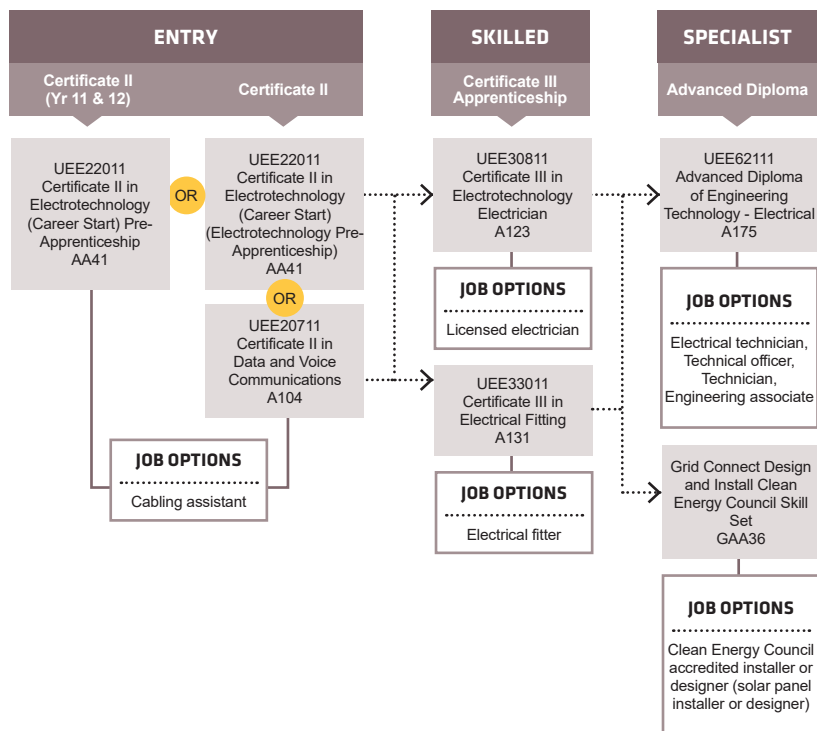 ENTRY
Certificate II
(Yr 11 & 12)
Certificate II
UEE22011
Certificate II in
Electrotechnology
(Career Start) Pre-
Apprenticeship
AA41
OR
UEE22011
Certificate II in
Electrotechnology
(Career Start)
(Electrotechnology Pre-
Apprenticeship)
AA41
OR
UEE20711
Certificate II in
Data and Voice
Communications
A104
JOB OPTIONS
Cabling assistant
SKILLED
Certificate III
Apprenticeship
UEE30811
Certificate III in
Electrotechnology
Electrician
A123
JOB OPTIONS
Licensed electrician
UEE33011
Certificate III in
Electrical Fitting
A131
JOB OPTIONS
Electrical fitter
SPECIALIST
Advanced Diploma
UEE62111
Advanced Diploma
of Engineering
Technology - Electrical
A175
JOB OPTIONS
Electrical technician,
Technical officer,
Technician,
Engineering associate
Grid Connect Design
and Install Clean
Energy Council Skill
Set
GAA36
JOB OPTIONS
Clean Energy Council
accredited installer or
designer (solar panel
installer or designer)